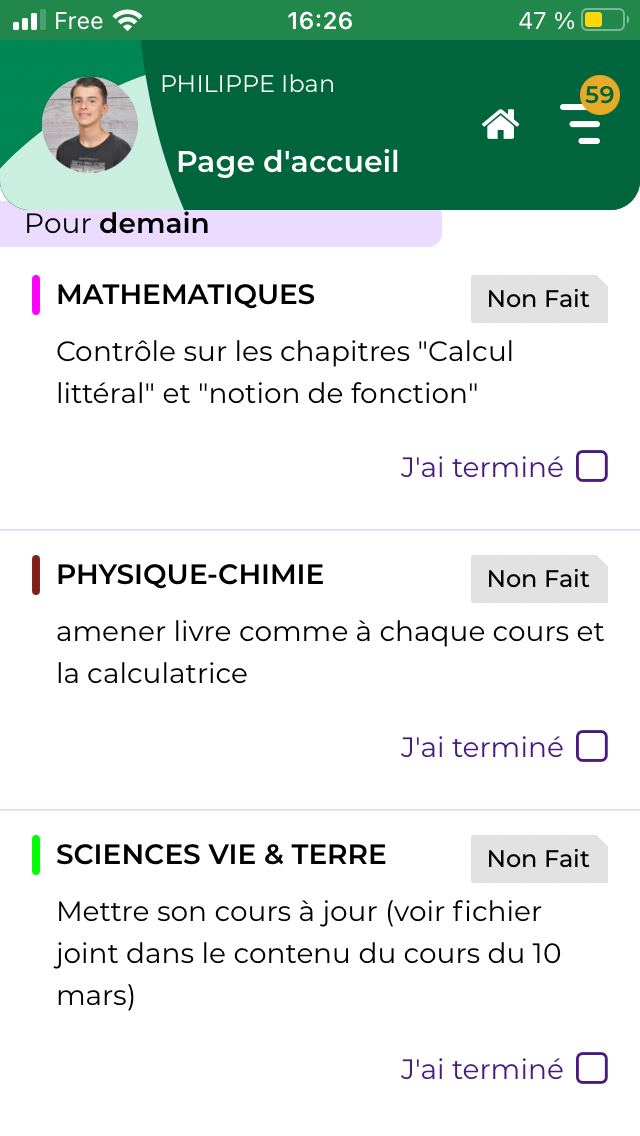 Free 16:26 47 %
PHILIPPE Iban
59
Page d'accueil
Pour demain
MATHEMATIQUES Non Fait
Contrôle sur les chapitres "Calcul
littéral" et "notion de fonction"
J'ai terminé
PHYSIQUE-CHIMIE Non Fait
amener livre comme à chaque cours et
la calculatrice
J'ai terminé
SCIENCES VIE & TERRE Non Fait
Mettre son cours à jour (voir fichier
joint dans le contenu du cours du 10
mars)
J'ai terminé